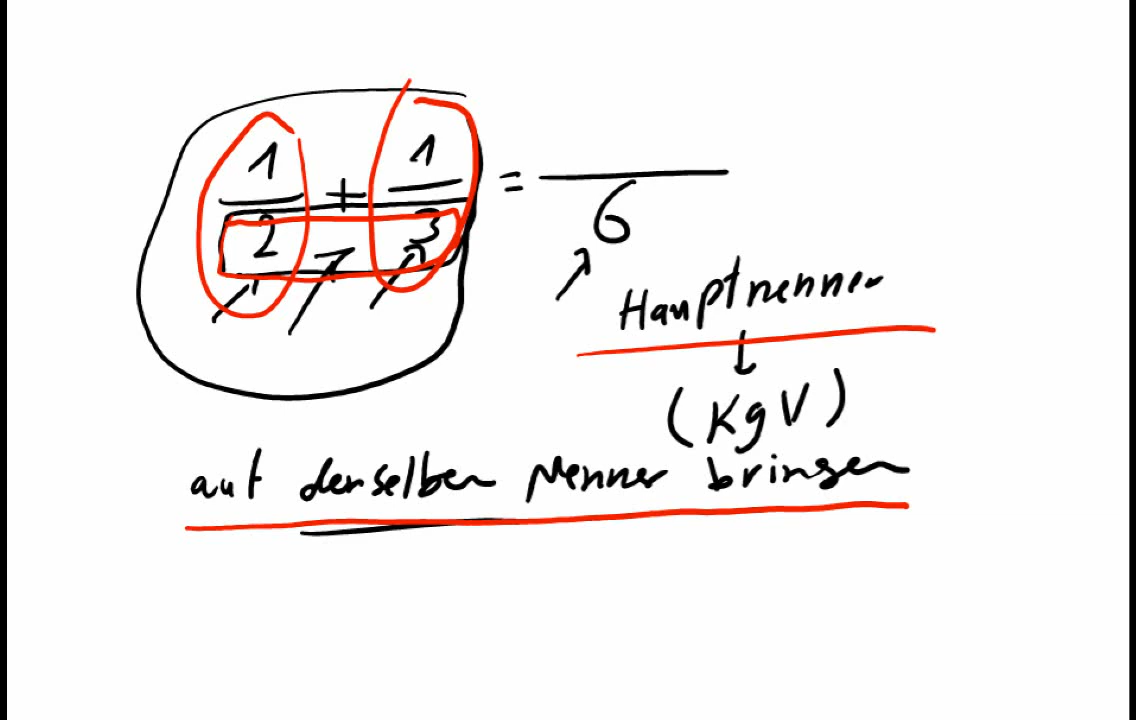 1/2 + 1/3 = /6
Hauptnenner
(KgV)
auf denselben Nenner bringen